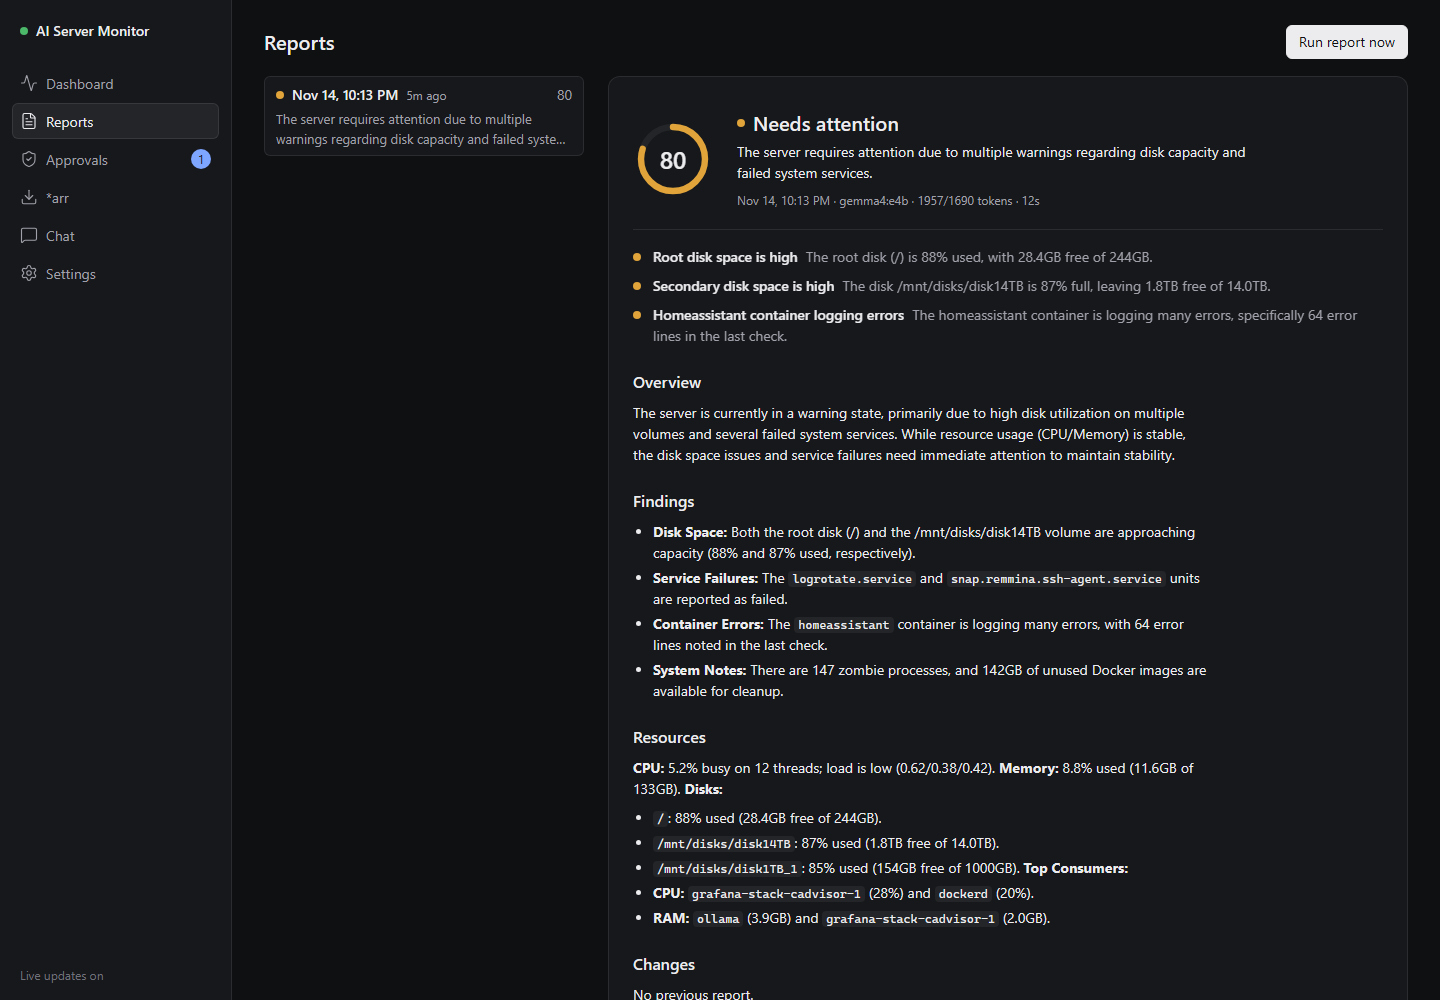 AI Server Monitor
Dashboard
Reports
Approvals 1
*arr
Chat
Settings
Live updates on
Reports
Run report now
Nov 14, 10:13 PM 5m ago 80
The server requires attention due to multiple
warnings regarding disk capacity and failed syste...
80
Needs attention
The server requires attention due to multiple warnings regarding disk capacity and
failed system services.
Nov 14, 10:13 PM · gemma4:e4b · 1957/1690 tokens · 12s
Root disk space is high The root disk (/) is 88% used, with 28.4GB free of 244GB.
Secondary disk space is high The disk /mnt/disks/disk14TB is 87% full, leaving 1.8TB free of 14.0TB.
Homeassistant container logging errors The homeassistant container is logging many errors, specifically 64 error
lines in the last check.
Overview
The server is currently in a warning state, primarily due to high disk utilization on multiple
volumes and several failed system services. While resource usage (CPU/Memory) is stable,
the disk space issues and service failures need immediate attention to maintain stability.
Findings
• Disk Space: Both the root disk (/) and the /mnt/disks/disk14TB volume are approaching
capacity (88% and 87% used, respectively).
• Service Failures: The logrotate.service and snap.remmina.ssh-agent.service units
are reported as failed.
• Container Errors: The homeassistant container is logging many errors, with 64 error
lines noted in the last check.
• System Notes: There are 147 zombie processes, and 142GB of unused Docker images are
available for cleanup.
Resources
CPU: 5.2% busy on 12 threads; load is low (0.62/0.38/0.42). Memory: 8.8% used (11.6GB of
133GB). Disks:
• /: 88% used (28.4GB free of 244GB).
• /mnt/disks/disk14TB: 87% used (1.8TB free of 14.0TB).
• /mnt/disks/disk1TB_1: 85% used (154GB free of 1000GB). Top Consumers:
• CPU: grafana-stack-cadvisor-1 (28%) and dockerd (20%).
• RAM: ollama (3.9GB) and grafana-stack-cadvisor-1 (2.0GB).
Changes
No previous report.